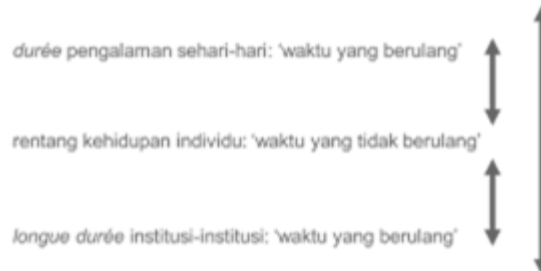 durée pengalaman sehari-hari: 'waktu yang berulang'
rentang kehidupan individu: 'waktu yang tidak berulang'
longue durée institusi-institusi: 'waktu yang berulang'